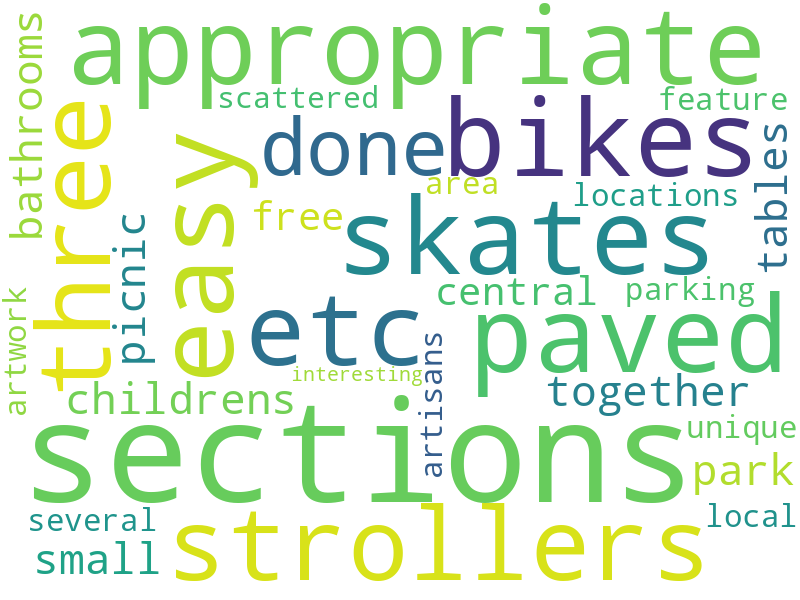 appropriate
bathrooms
three
scattered
feature
easy
done
bikes
tables
area
locations
free
skates
picnic
central
parking
artwork
etc
paved
interesting
artisans
together
childrens
sections
unique
park
several
strollers
local
small